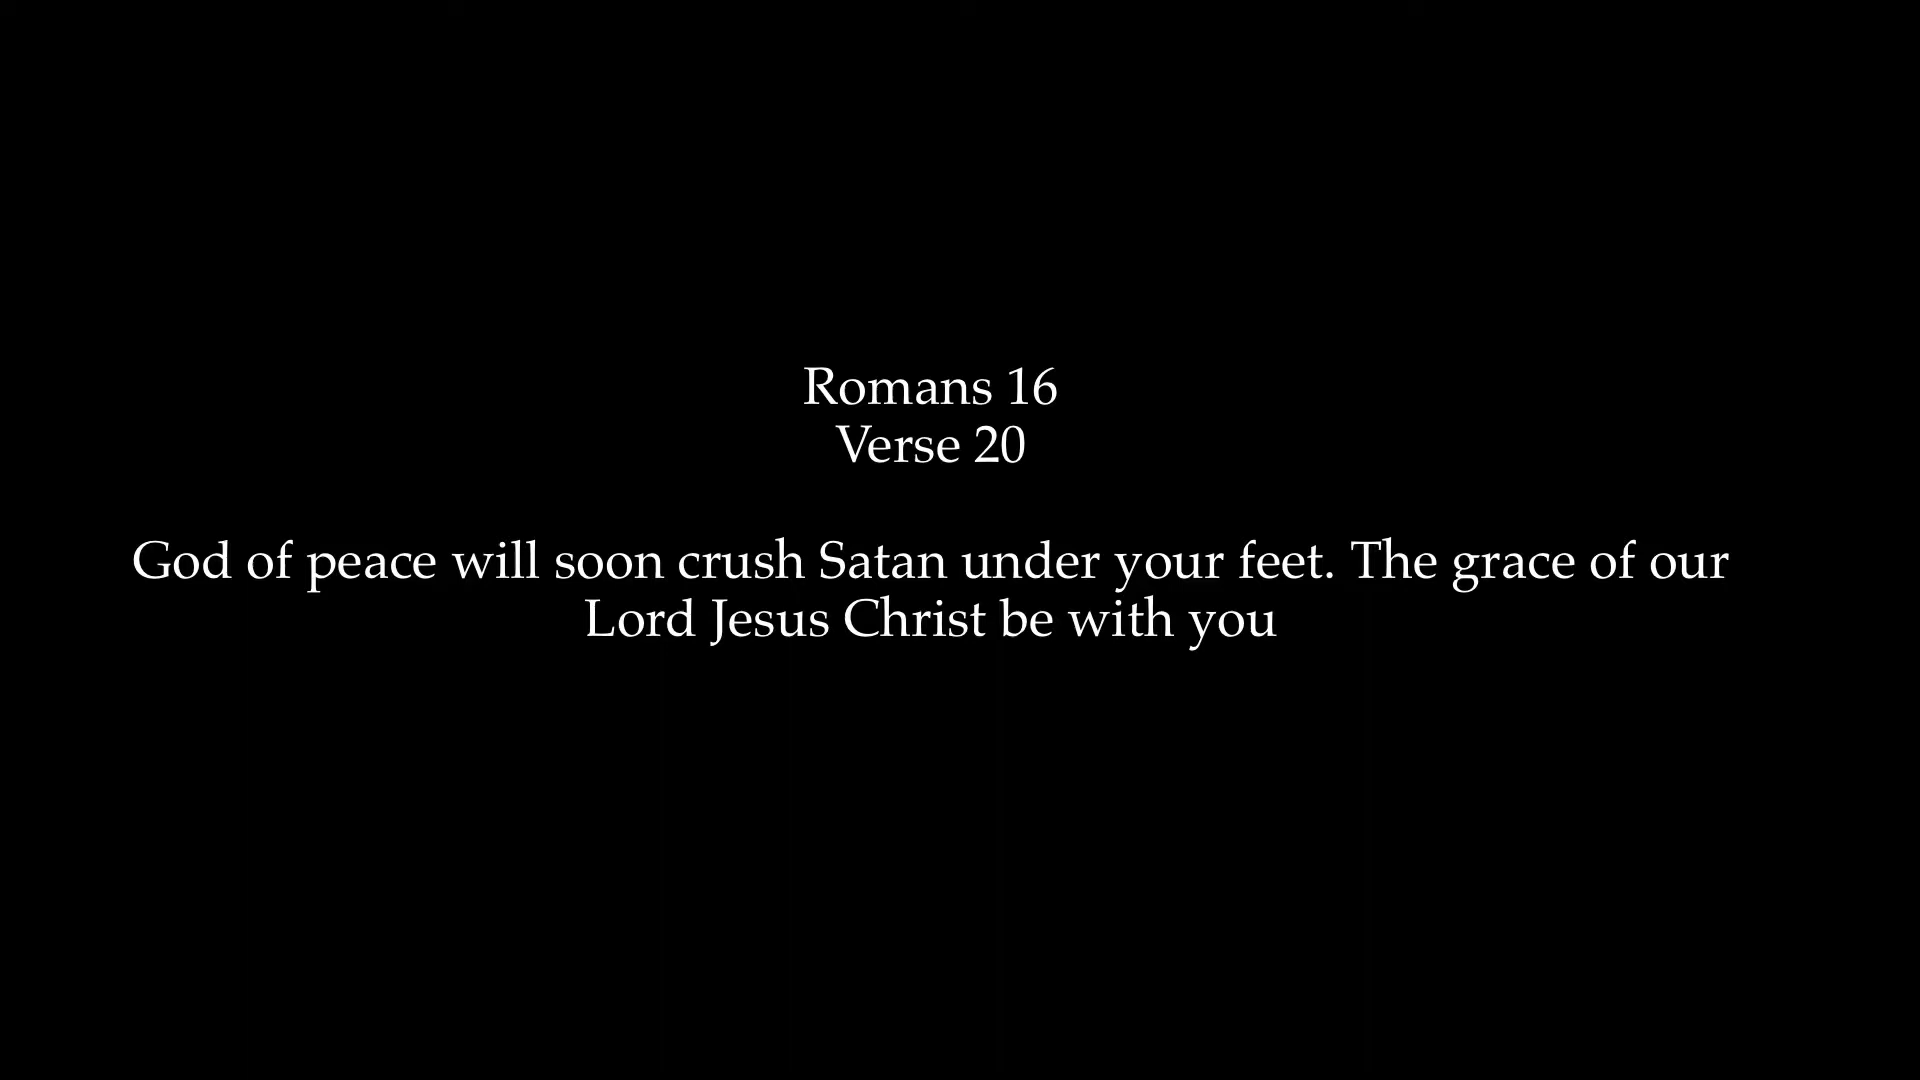 Romans 16
Verse 20
God of peace will soon crush Satan under your feet. The grace of our
Lord Jesus Christ be with you